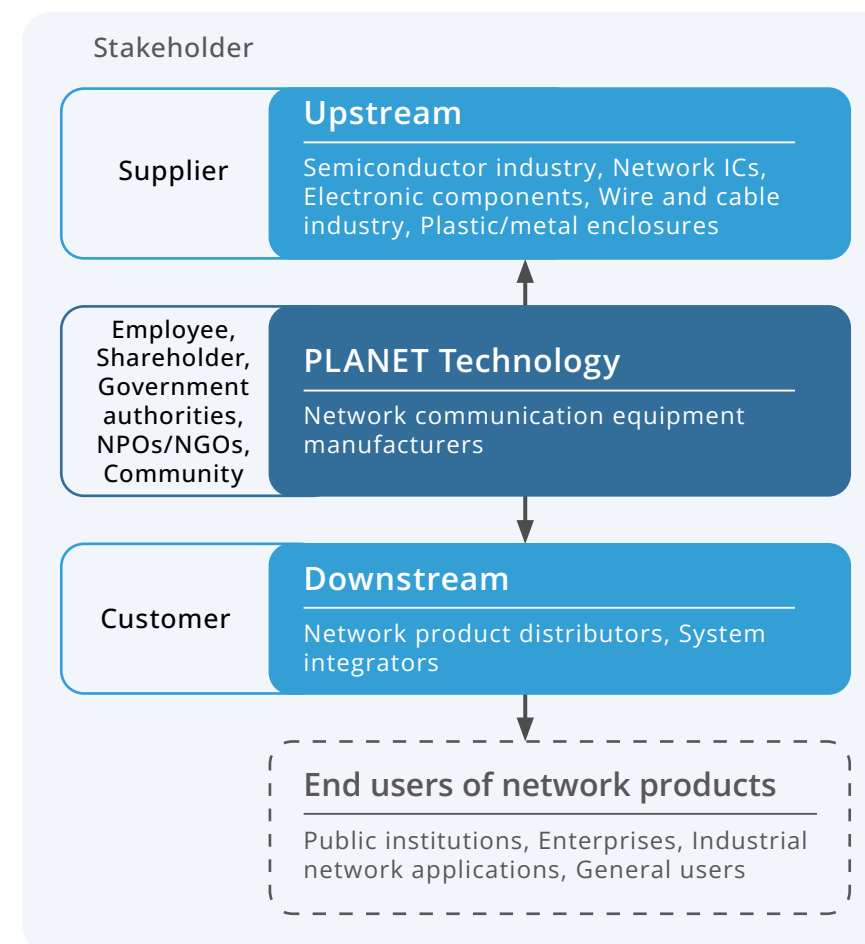 Stakeholder
Supplier
Upstream
Semiconductor industry, Network ICs,
Electronic components, Wire and cable
industry, Plastic/metal enclosures
Employee,
Shareholder,
Government
authorities,
NPOs/NGOs,
Community
PLANET Technology
Network communication equipment
manufacturers
Customer
Downstream
Network product distributors, System
integrators
End users of network products
Public institutions, Enterprises, Industrial
network applications, General users